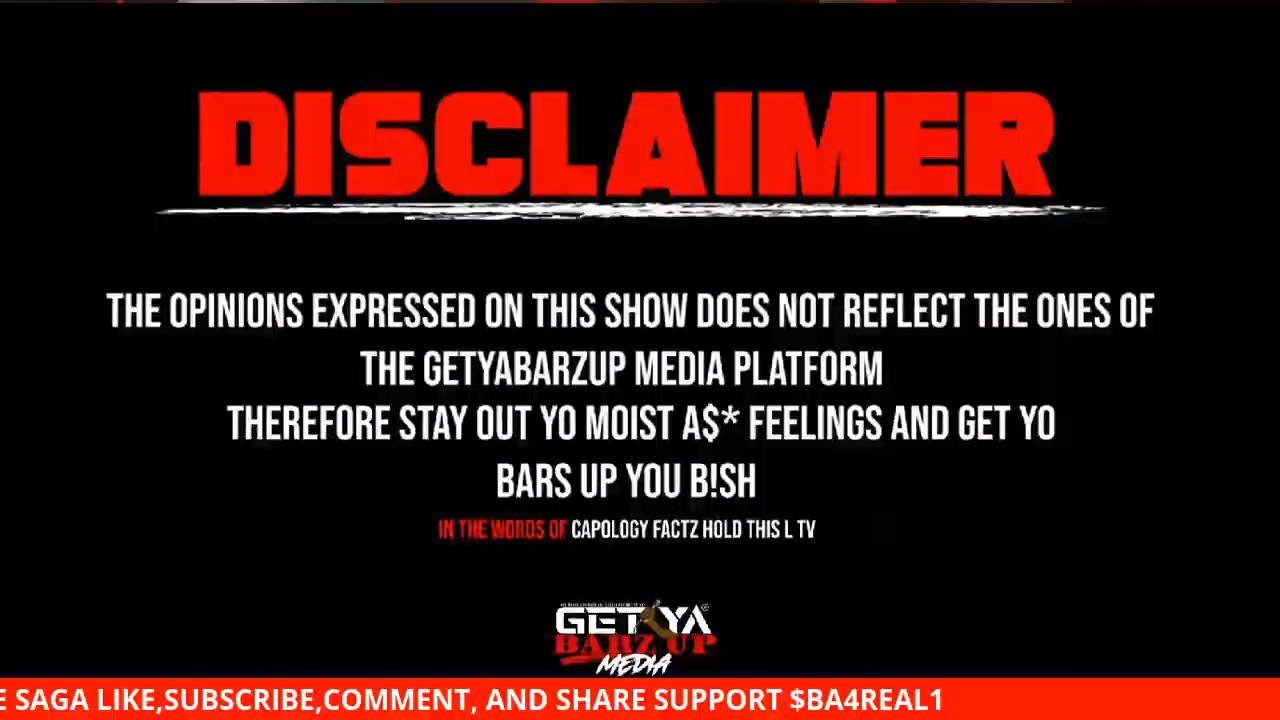 DISCLAIMER
THE OPINIONS EXPRESSED ON THIS SHOW DOES NOT REFLECT THE ONES OF
THE GETYABARZUP MEDIA PLATFORM
THEREFORE STAY OUT YO MOIST A$* FEELINGS AND GET YO
BARS UP YOU B!SH
IN THE WORDS OF CAPOLOGY FACTZ HOLD THIS L TV
GET YA
BARZ UP
MEDIA
E SAGA LIKE,SUBSCRIBE,COMMENT, AND SHARE SUPPORT $BA4REAL1